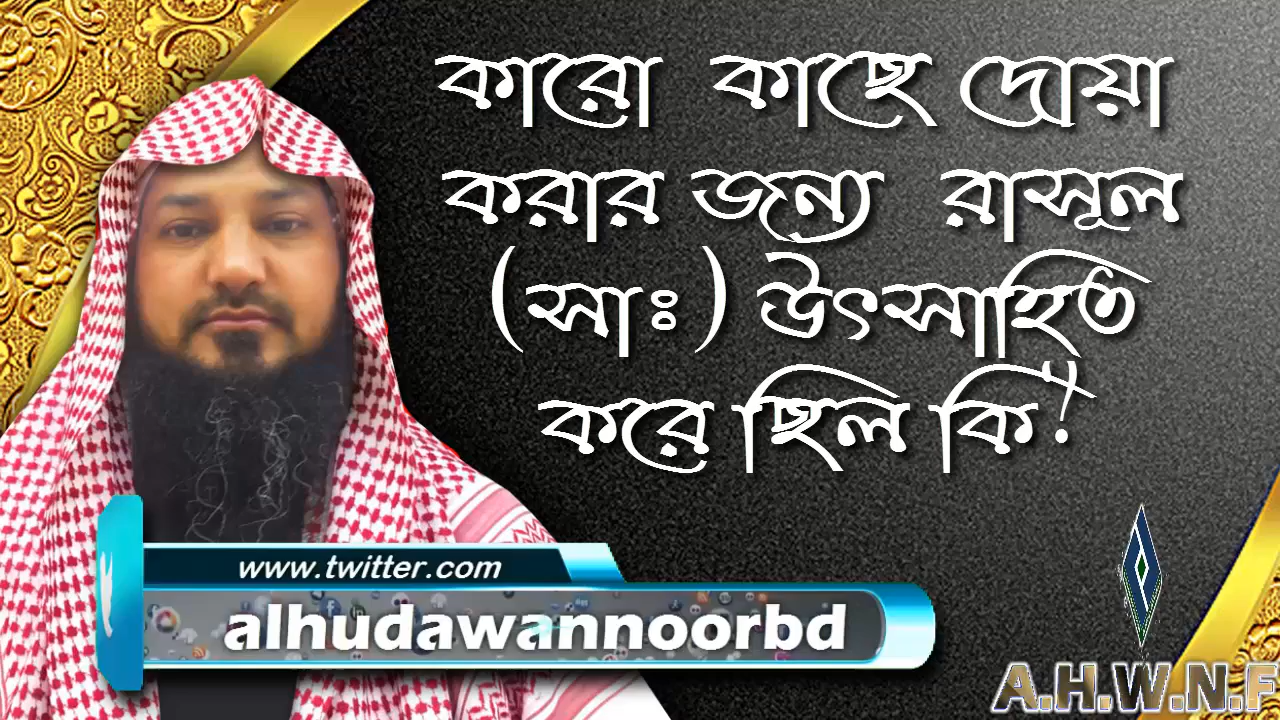 কারো কাছে দোয়া
করার জন্য রাসূল
(সাঃ) উৎসাহিত
করে ছিল কি!
www.twitter.com
alhudawannoorbd
A.H.W.N.F